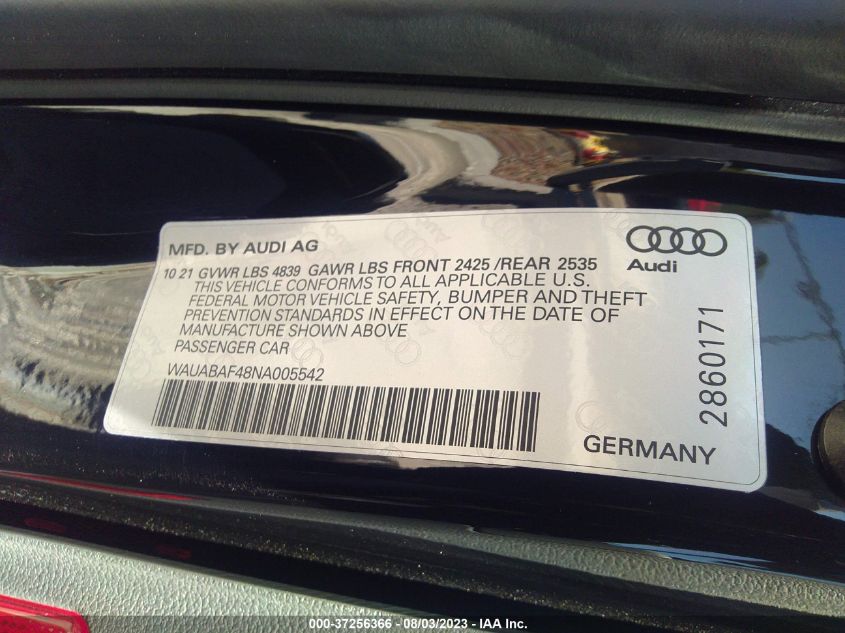 MFD. BY AUDI AG
10 21 GVWR LBS 4839 GAWR LBS FRONT 2425 /REAR 2535
THIS VEHICLE CONFORMS TO ALL APPLICABLE U.S.
FEDERAL MOTOR VEHICLE SAFETY, BUMPER AND THEFT
PREVENTION STANDARDS IN EFFECT ON THE DATE OF
MANUFACTURE SHOWN ABOVE
PASSENGER CAR
WAUABAF48NA005542
Audi
2860171
GERMANY
000-37256366 - 08/03/2023 - IAA Inc.